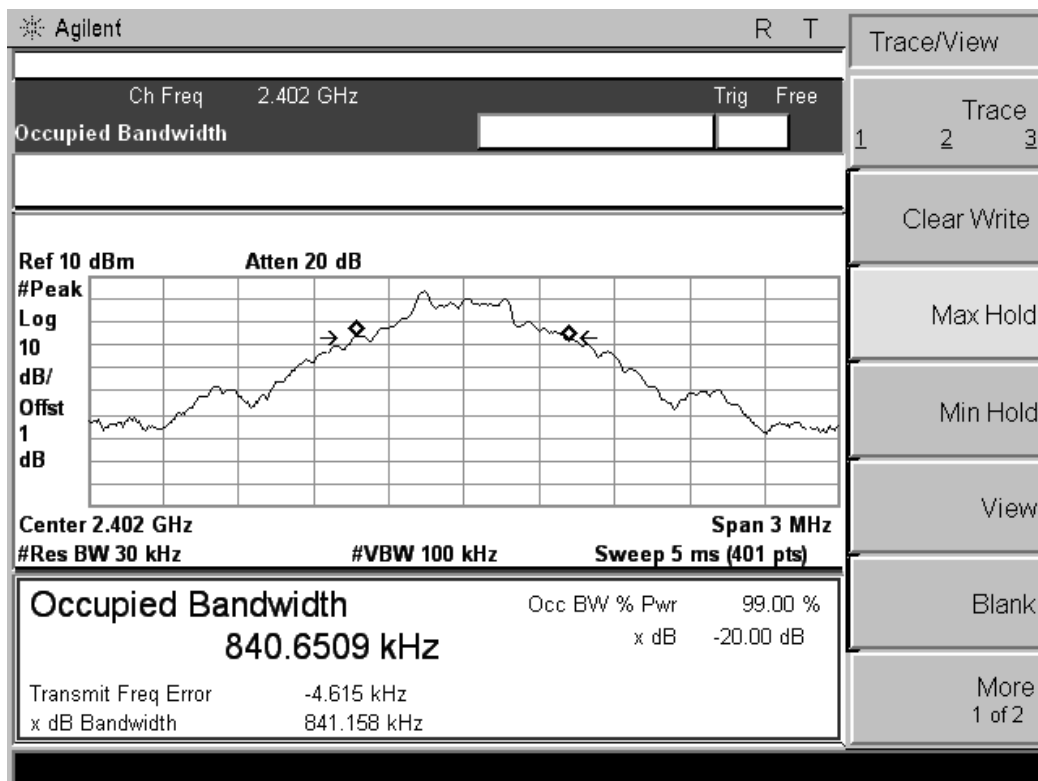 Agilent R T
Ch Freq 2.402 GHz Trig Free
Occupied Bandwidth
Ref 10 dBm Atten 20 dB
#Peak
Log
10
dB/
Offst
1
dB
Center 2.402 GHz Span 3 MHz
#Res BW 30 kHz #VBW 100 kHz Sweep 5 ms (401 pts)
Occupied Bandwidth Occ BW % Pwr 99.00 %
840.6509 kHz x dB -20.00 dB
Transmit Freq Error -4.615 kHz
x dB Bandwidth 841.158 kHz
Trace/View
Trace
1 2 3
Clear Write
Max Hold
Min Hold
View
Blank
More
1 of 2